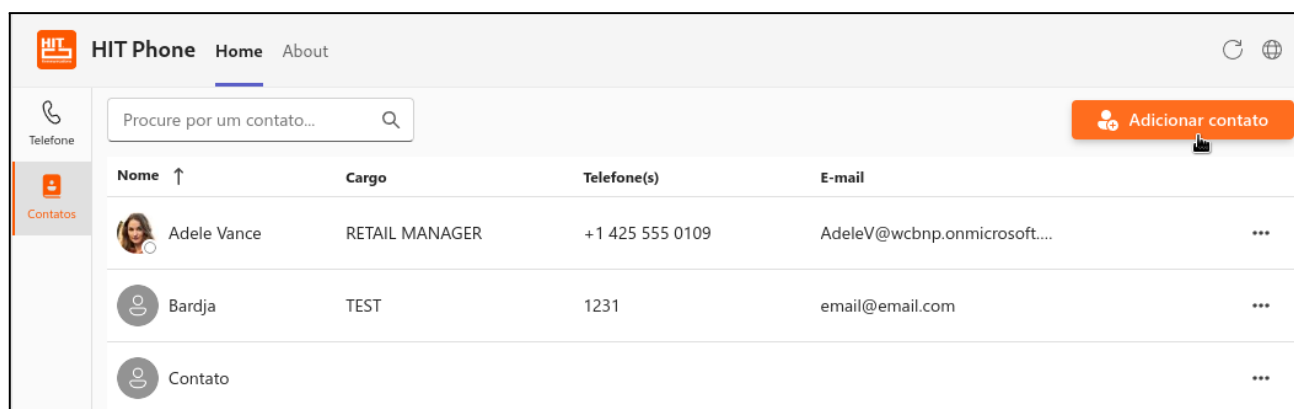 HIT
HIT Phone Home About
Telefone
Contatos
Procure por um contato...
Adicionar contato
Nome ↑ Cargo Telefone(s) E-mail
Adele Vance RETAIL MANAGER +1 425 555 0109 AdeleV@wcbnp.onmicrosoft....
Bardja TEST 1231 email@email.com
Contato